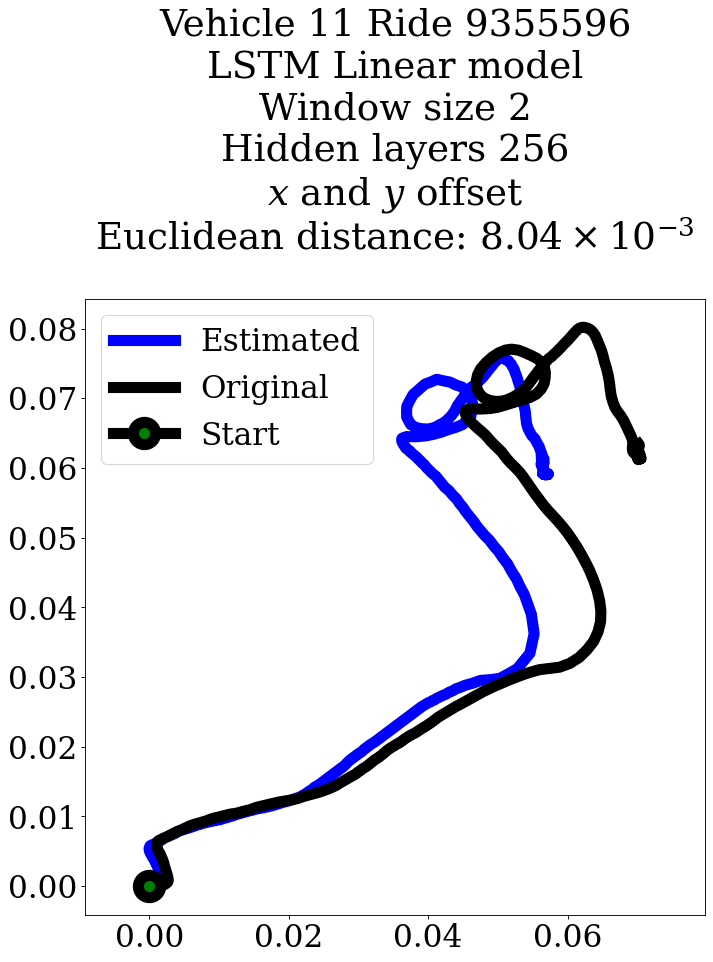 Vehicle 11 Ride 9355596
LSTM Linear model
Window size 2
Hidden layers 256
x and y offset
Euclidean distance: 8.04 × 10⁻³
Estimated
Original
Start
0.08
0.07
0.06
0.05
0.04
0.03
0.02
0.01
0.00
0.00 0.02 0.04 0.06